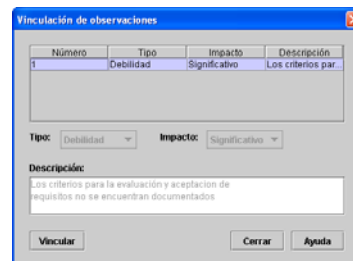 Vinculación de observaciones
Número Tipo Impacto Descripción
1 Debilidad Significativo Los criterios par...
Tipo: Debilidad Impacto: Significativo
Descripción:
Los criterios para la evaluación y aceptacion de
requisitos no se encuentran documentados
Vincular Cerrar Ayuda